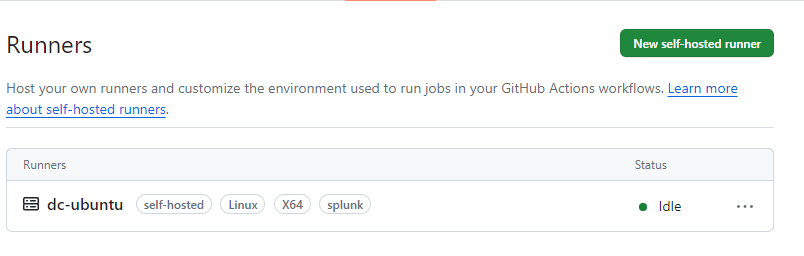 Runners
New self-hosted runner
Host your own runners and customize the environment used to run jobs in your GitHub Actions workflows. Learn more
about self-hosted runners.
Runners Status
dc-ubuntu self-hosted Linux X64 splunk Idle